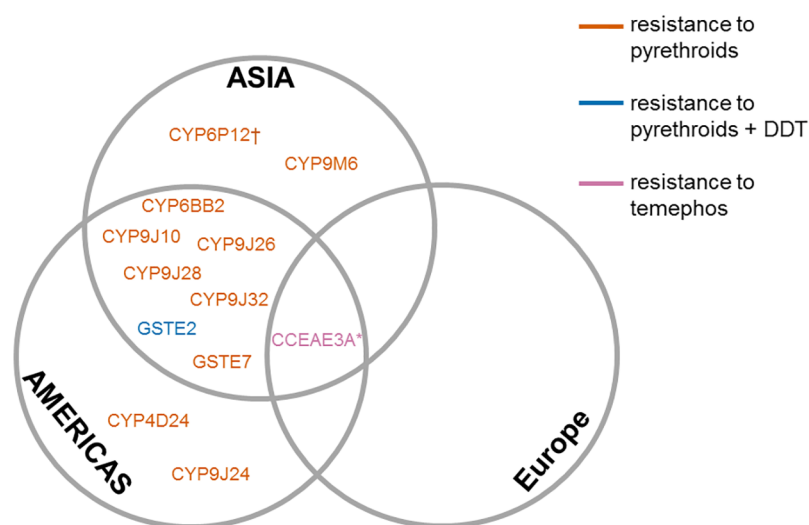 ASIA
CYP6P12†
CYP9M6
CYP6BB2
CYP9J10
CYP9J26
CYP9J28
CYP9J32
GSTE2
CCEAE3A*
GSTE7
AMERICAS
CYP4D24
CYP9J24
Europe
resistance to
pyrethroids
resistance to
pyrethroids + DDT
resistance to
temephos